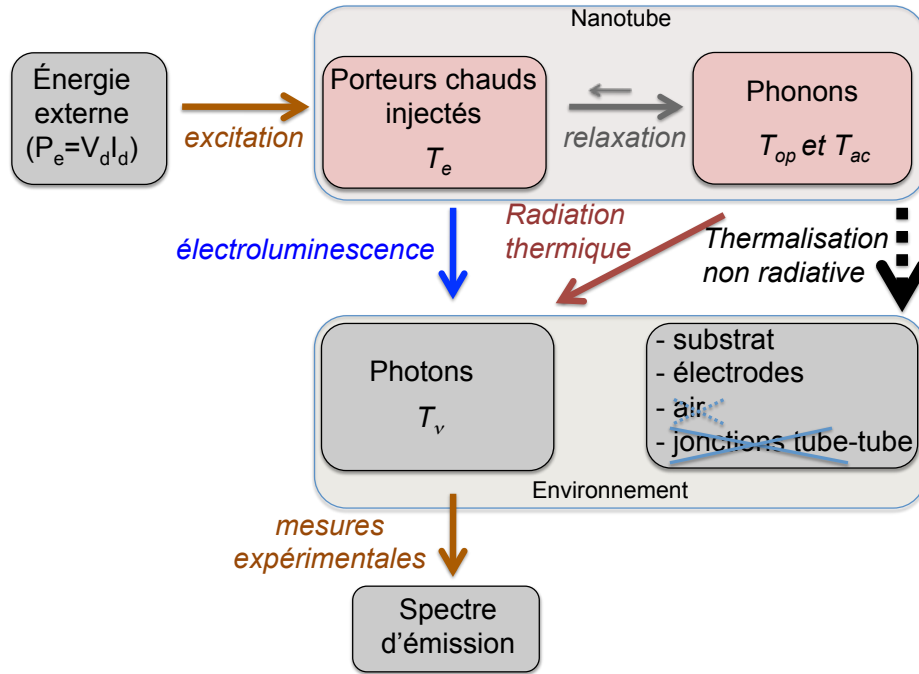 Nanotube
Énergie
externe
(Pe=VdId)
excitation
Porteurs chauds
injectés
Te
relaxation
Phonons
Top et Tac
électroluminescence
Radiation
thermique
Thermalisation
non radiative
Photons
Tν
- substrat
- électrodes
- air
- jonctions tube-tube
Environnement
mesures
expérimentales
Spectre
d’émission